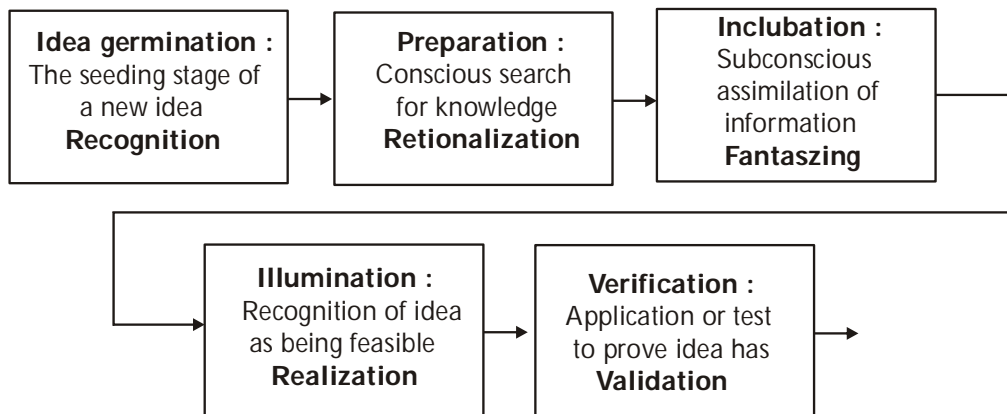 Idea germination :
The seeding stage of
a new idea
Recognition
Preparation :
Conscious search
for knowledge
Retionalization
Inclubation :
Subconscious
assimilation of
information
Fantaszing
Illumination :
Recognition of idea
as being feasible
Realization
Verification :
Application or test
to prove idea has
Validation